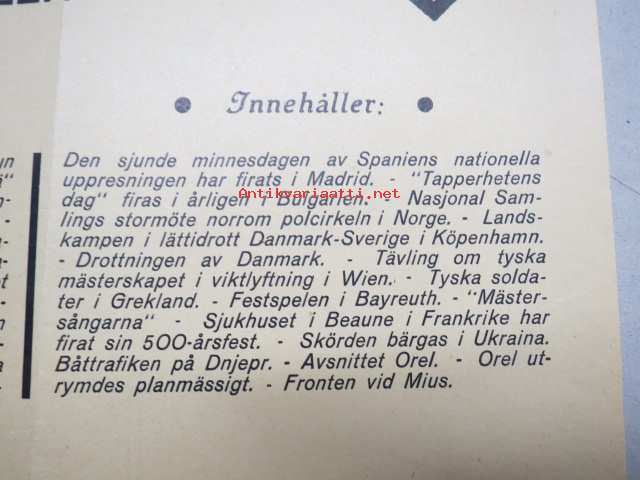 Innehåller:
Den sjunde minnesdagen av Spaniens nationella
uppresningen har firats i Madrid. - "Tapperhetens
Antikvariaatti.net
dag" firas i årligen i Bulgarien. - Nasjonal Sam-
lings stormöte norrom polcirkeln i Norge. - Lands-
kampen i lättidrott Danmark-Sverige i Köpenhamn.
- Drottningen av Danmark. - Tävling om tyska
mästerskapet i viktlyftning i Wien. - Tyska solda-
ter i Grekland. - Festspelen i Bayreuth. - "Mäster-
sångarna" - Sjukhuset i Beaune i Frankrike har
firat sin 500-årsfest. - Skörden bärgas i Ukraina.
Båttrafiken på Dnjepr. - Avsnittet Orel. - Orel ut-
rymdes planmässigt. - Fronten vid Mius.